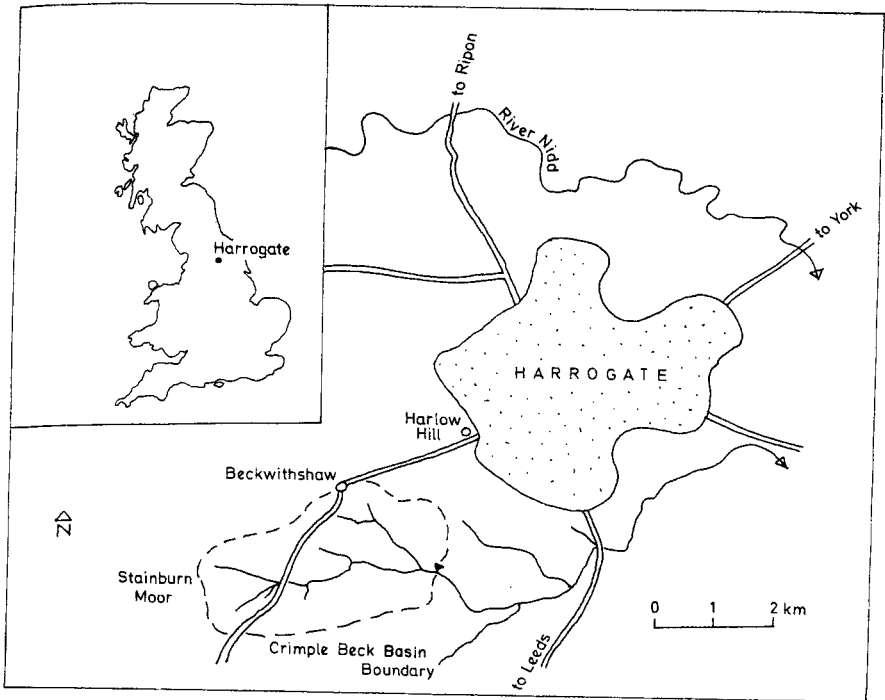 to Ripon
River Nidd
to York
Harrogate
HARROGATE
Harlow
Hill
Beckwithshaw
N
Stainburn
Moor
0 1 2 km
Crimple Beck Basin
Boundary
to Leeds